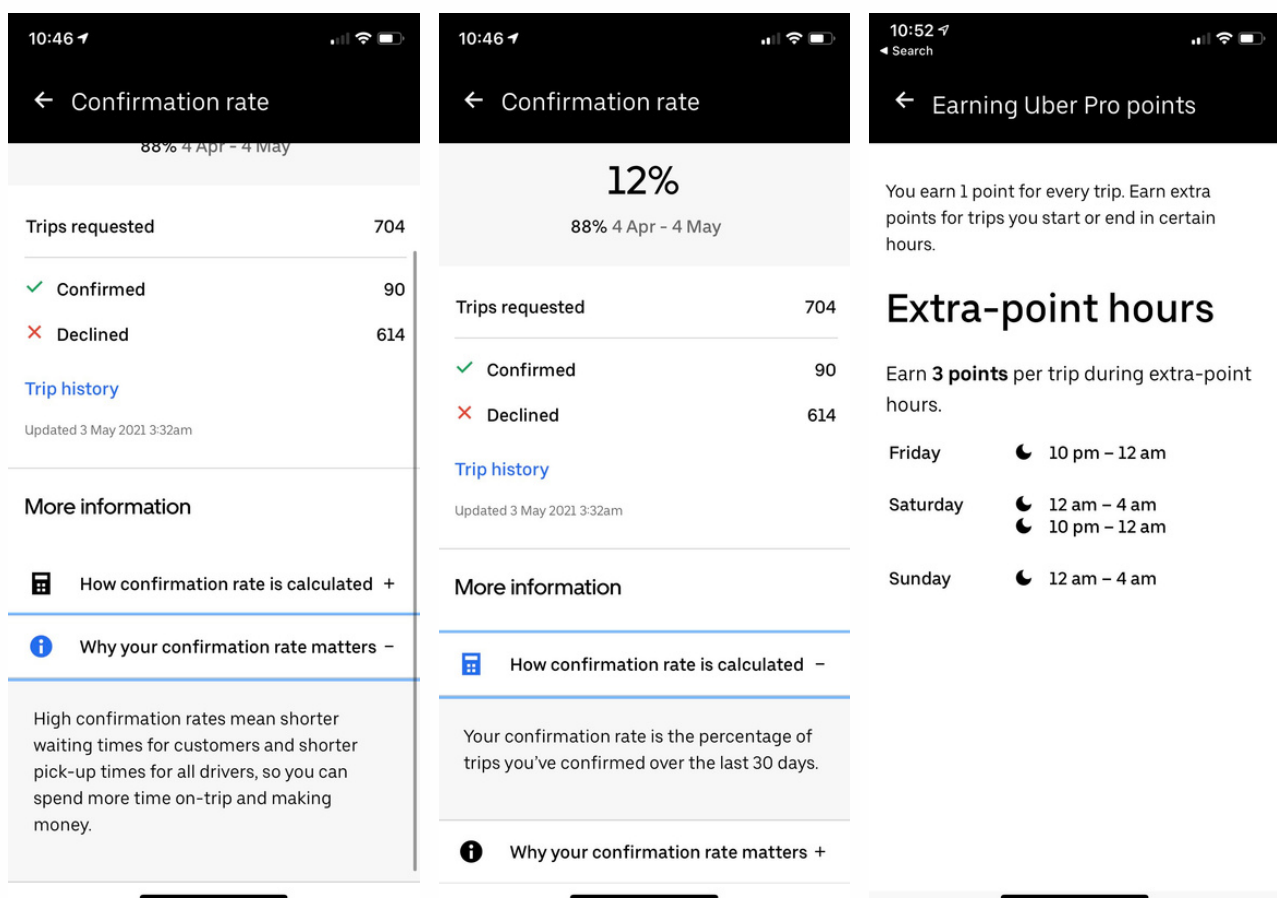 10:46
Confirmation rate
88% 4 Apr - 4 May
Trips requested 704
Confirmed 90
Declined 614
Trip history
Updated 3 May 2021 3:32am
More information
How confirmation rate is calculated +
Why your confirmation rate matters −
High confirmation rates mean shorter
waiting times for customers and shorter
pick-up times for all drivers, so you can
spend more time on-trip and making
money.
10:46
Confirmation rate
12%
88% 4 Apr - 4 May
Trips requested 704
Confirmed 90
Declined 614
Trip history
Updated 3 May 2021 3:32am
More information
How confirmation rate is calculated −
Your confirmation rate is the percentage of
trips you’ve confirmed over the last 30 days.
Why your confirmation rate matters +
10:52
Search
Earning Uber Pro points
You earn 1 point for every trip. Earn extra
points for trips you start or end in certain
hours.
Extra-point hours
Earn 3 points per trip during extra-point
hours.
Friday 10 pm – 12 am
Saturday 12 am – 4 am
10 pm – 12 am
Sunday 12 am – 4 am